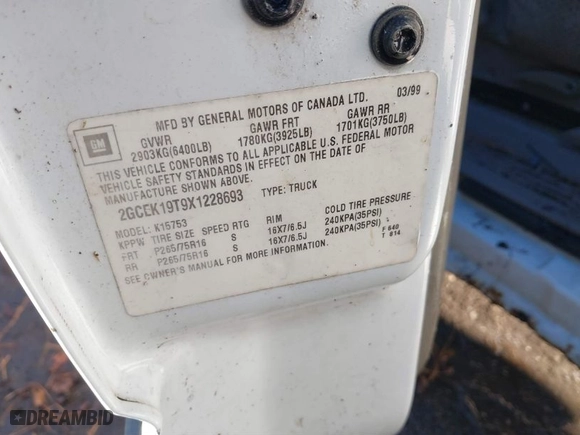 MFD BY GENERAL MOTORS OF CANADA LTD. 03/99
GM
GVWR GAWR FRT GAWR RR
2903KG(6400LB) 1780KG(3925LB) 1701KG(3750LB)
THIS VEHICLE CONFORMS TO ALL APPLICABLE U.S. FEDERAL MOTOR
VEHICLE SAFETY STANDARDS IN EFFECT ON THE DATE OF
MANUFACTURE SHOWN ABOVE.
2GCEK19T9X1228693 TYPE: TRUCK
MODEL: K15753
KPPW TIRE SIZE SPEED RTG RIM COLD TIRE PRESSURE
FRT P265/75R16 S 16X7/6.5J 240KPA(35PSI)
RR P265/75R16 S 16X7/6.5J 240KPA(35PSI)
SEE OWNER'S MANUAL FOR MORE INFORMATION.
F 640
T 814
DREAMBID